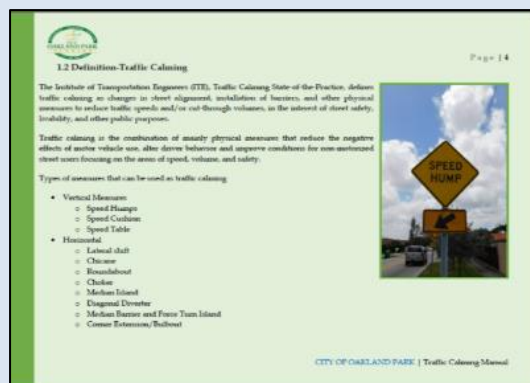 OAKLAND PARK
Page | 4
1.2 Definition-Traffic Calming
The Institute of Transportation Engineers (ITE), Traffic Calming State-of-the-Practice, defines
traffic calming as changes in street alignment, installation of barriers, and other physical
measures to reduce traffic speeds and/or cut-through volumes, in the interest of street safety,
livability, and other public purposes.
Traffic calming is the combination of mainly physical measures that reduce the negative
effects of motor vehicle use, alter driver behavior and improve conditions for non-motorized
street users focusing on the areas of speed, volume, and safety.
Types of measures that can be used as traffic calming
• Vertical Measures
o Speed Humps
o Speed Cushion
o Speed Table
• Horizontal
o Lateral shift
o Chicane
o Roundabout
o Choker
o Median Island
o Diagonal Diverter
o Median Barrier and Force Turn Island
o Corner Extension/Bulbout
SPEED
HUMP
CITY OF OAKLAND PARK | Traffic Calming Manual